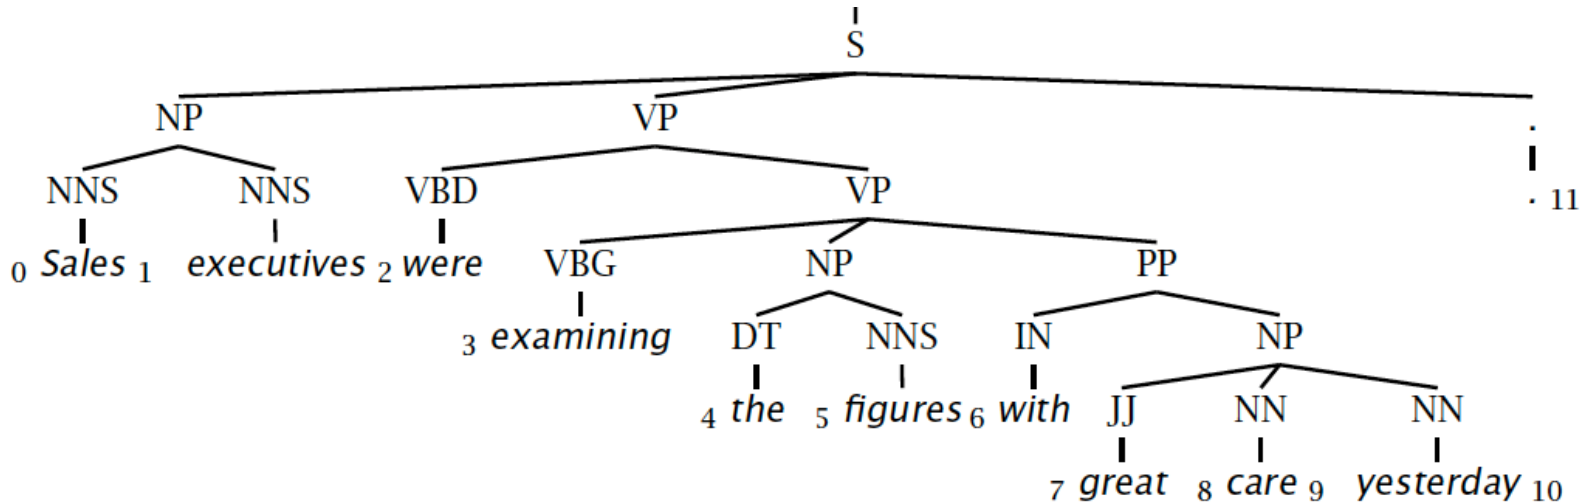 S
NP VP .
NNS NNS VBD VP . 11
0 Sales 1 executives 2 were VBG NP PP
3 examining DT NNS IN NP
4 the 5 figures 6 with JJ NN NN
7 great 8 care 9 yesterday 10